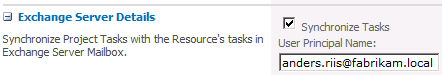 Exchange Server Details
Synchronize Project Tasks with the Resource's tasks in
Exchange Server Mailbox.
Synchronize Tasks
User Principal Name:
anders.riis@fabrikam.local